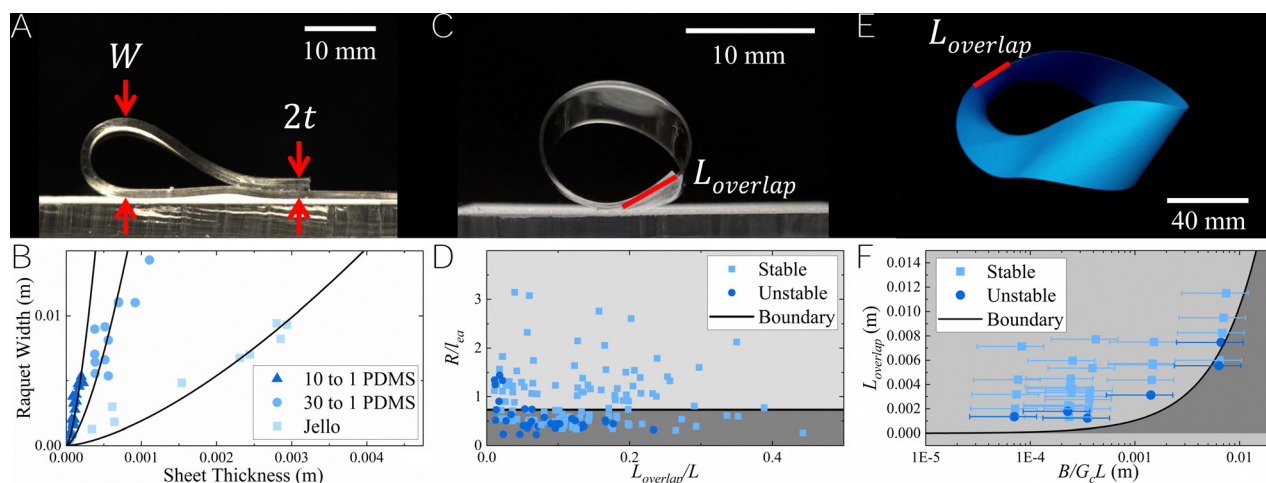 A
W
2t
10 mm
C
10 mm
L_overlap
E
L_overlap
40 mm
B
Raquet Width (m)
0.01
0.00
10 to 1 PDMS
30 to 1 PDMS
Jello
0.000 0.001 0.002 0.003 0.004
Sheet Thickness (m)
D
R/l_ea
3
2
1
0
Stable
Unstable
Boundary
0.0 0.2 0.4
L_overlap/L
F
L_overlap (m)
0.014
0.012
0.010
0.008
0.006
0.004
0.002
0.000
Stable
Unstable
Boundary
1E-5 1E-4 0.001 0.01
B/G_cL (m)